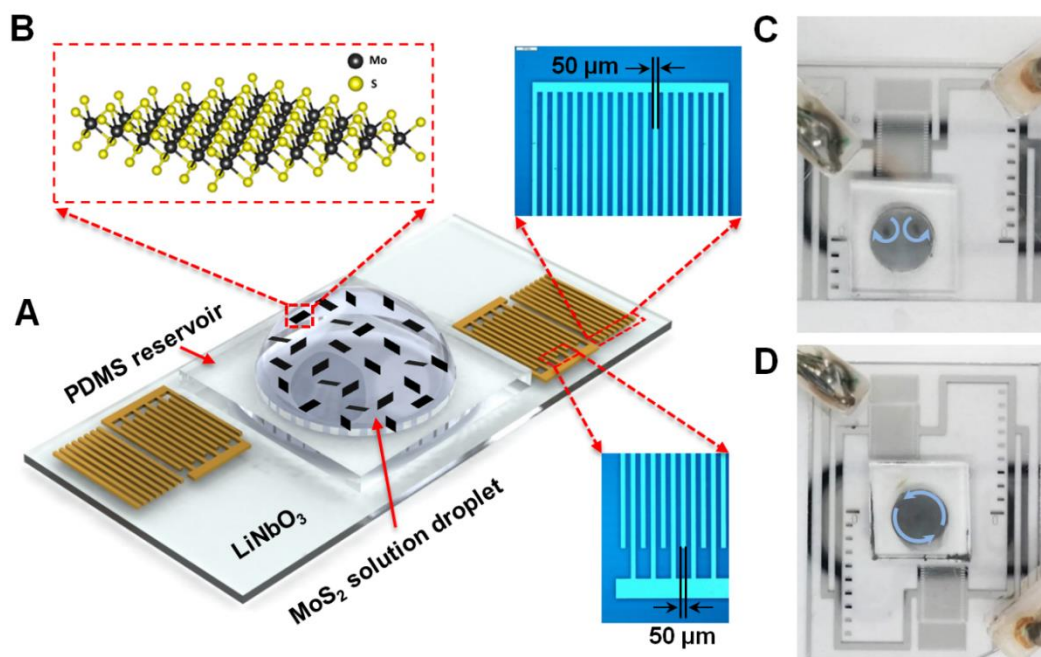 B
Mo
S
50 µm
C
A
PDMS reservoir
LiNbO3
MoS2 solution droplet
50 µm
D